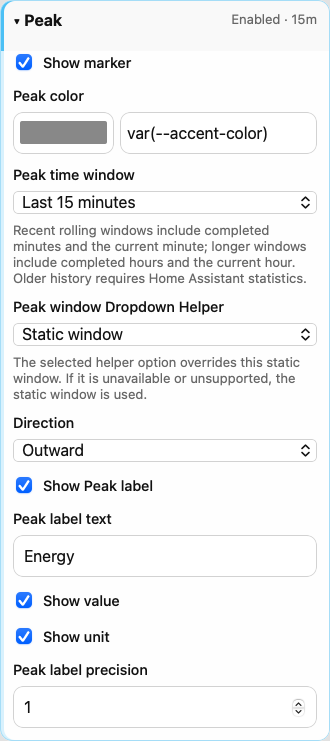 ▾ Peak Enabled · 15m
Show marker
Peak color
var(--accent-color)
Peak time window
Last 15 minutes
Recent rolling windows include completed
minutes and the current minute; longer windows
include completed hours and the current hour.
Older history requires Home Assistant statistics.
Peak window Dropdown Helper
Static window
The selected helper option overrides this static
window. If it is unavailable or unsupported, the
static window is used.
Direction
Outward
Show Peak label
Peak label text
Energy
Show value
Show unit
Peak label precision
1